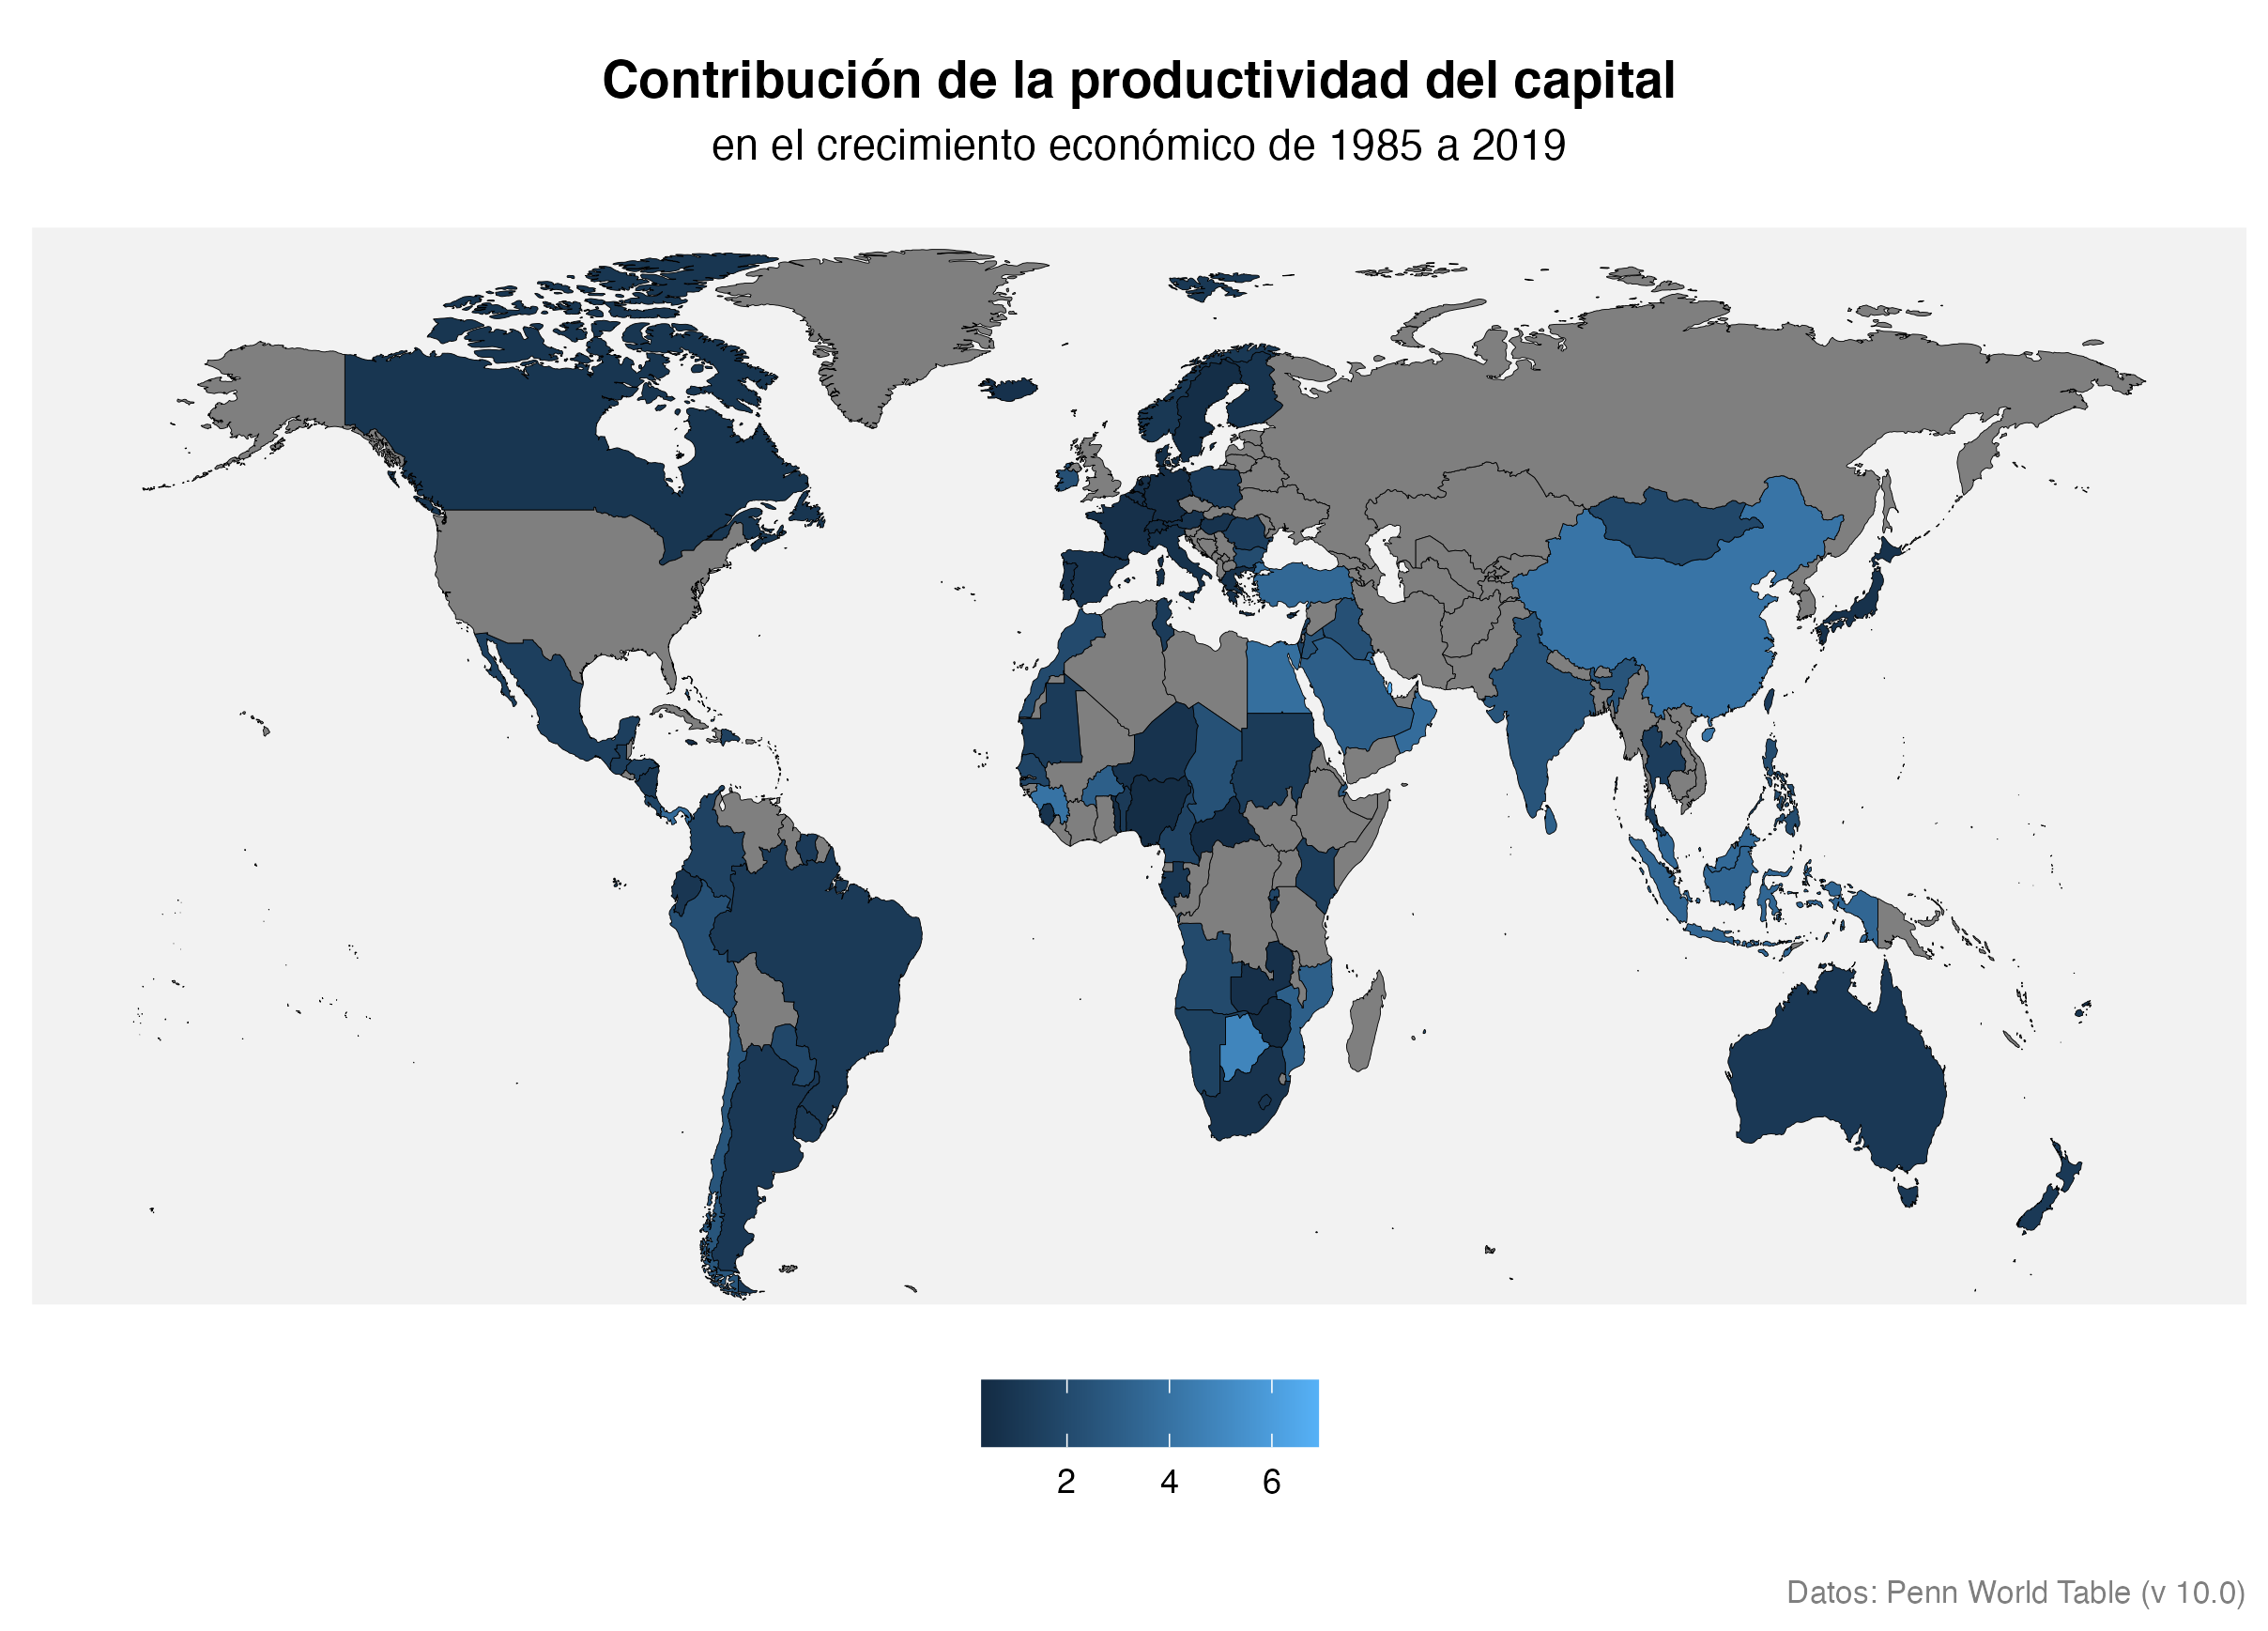 Contribución de la productividad del capital
en el crecimiento económico de 1985 a 2019
2 4 6
Datos: Penn World Table (v 10.0)